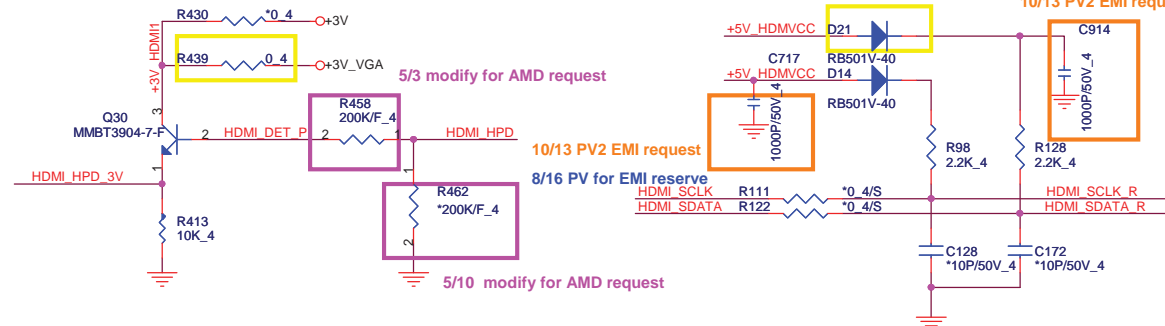 R430
*0_4
+3V
+3V_HDMI1
R439
0_4
+3V_VGA
5/3 modify for AMD request
Q30
MMBT3904-7-F
3
2
1
HDMI_DET_P
R458
200K/F_4
2
1
HDMI_HPD
HDMI_HPD_3V
R413
10K_4
1
R462
*200K/F_4
2
5/10 modify for AMD request
10/13 PV2 EMI requ
+5V_HDMVCC
D21
RB501V-40
C914
1000P/50V_4
+5V_HDMVCC
C717
D14
RB501V-40
1000P/50V_4
10/13 PV2 EMI request
8/16 PV for EMI reserve
R98
2.2K_4
R128
2.2K_4
HDMI_SCLK
R111
*0_4/S
HDMI_SCLK_R
HDMI_SDATA
R122
*0_4/S
HDMI_SDATA_R
C128
*10P/50V_4
C172
*10P/50V_4